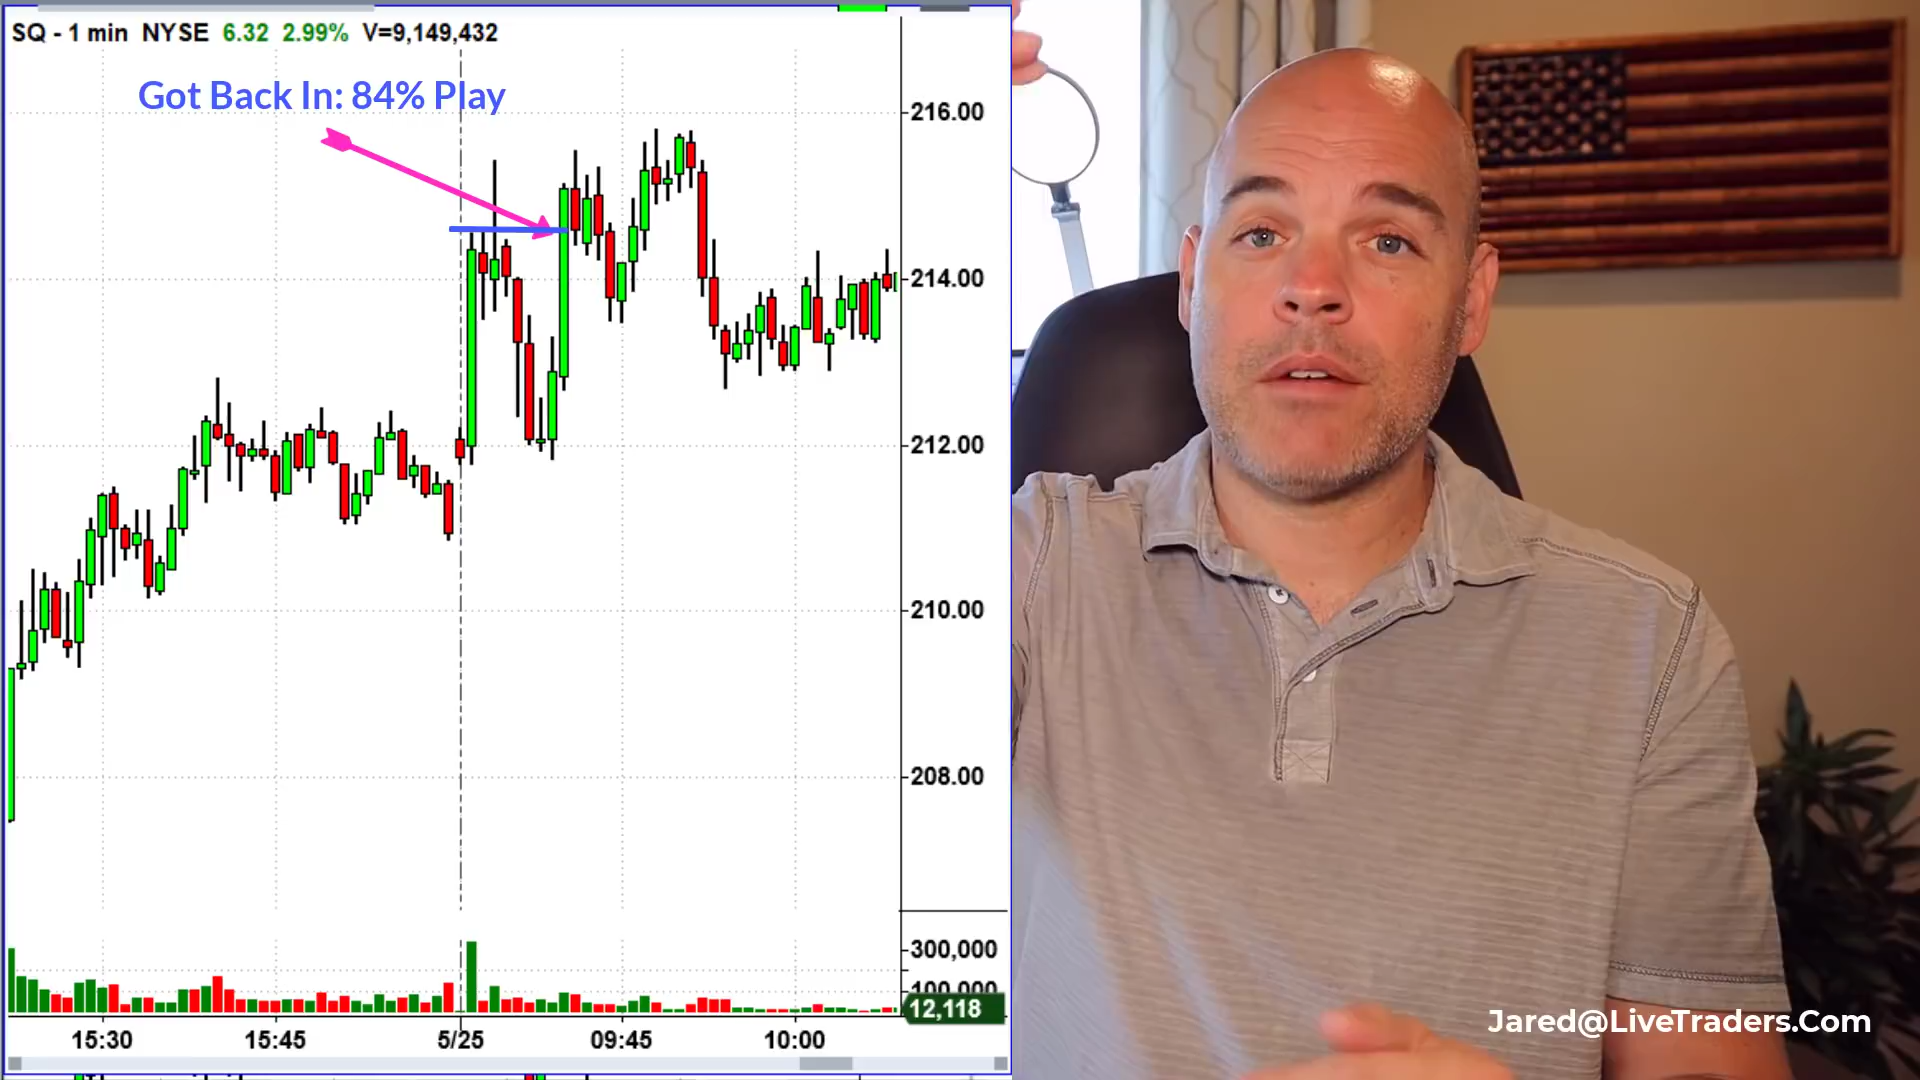 SQ - 1 min NYSE 6.32 2.99% V=9,149,432
Got Back In: 84% Play
216.00
214.00
212.00
210.00
208.00
300,000
100,000
12,118
15:30 15:45 5/25 09:45 10:00
Jared@LiveTraders.Com